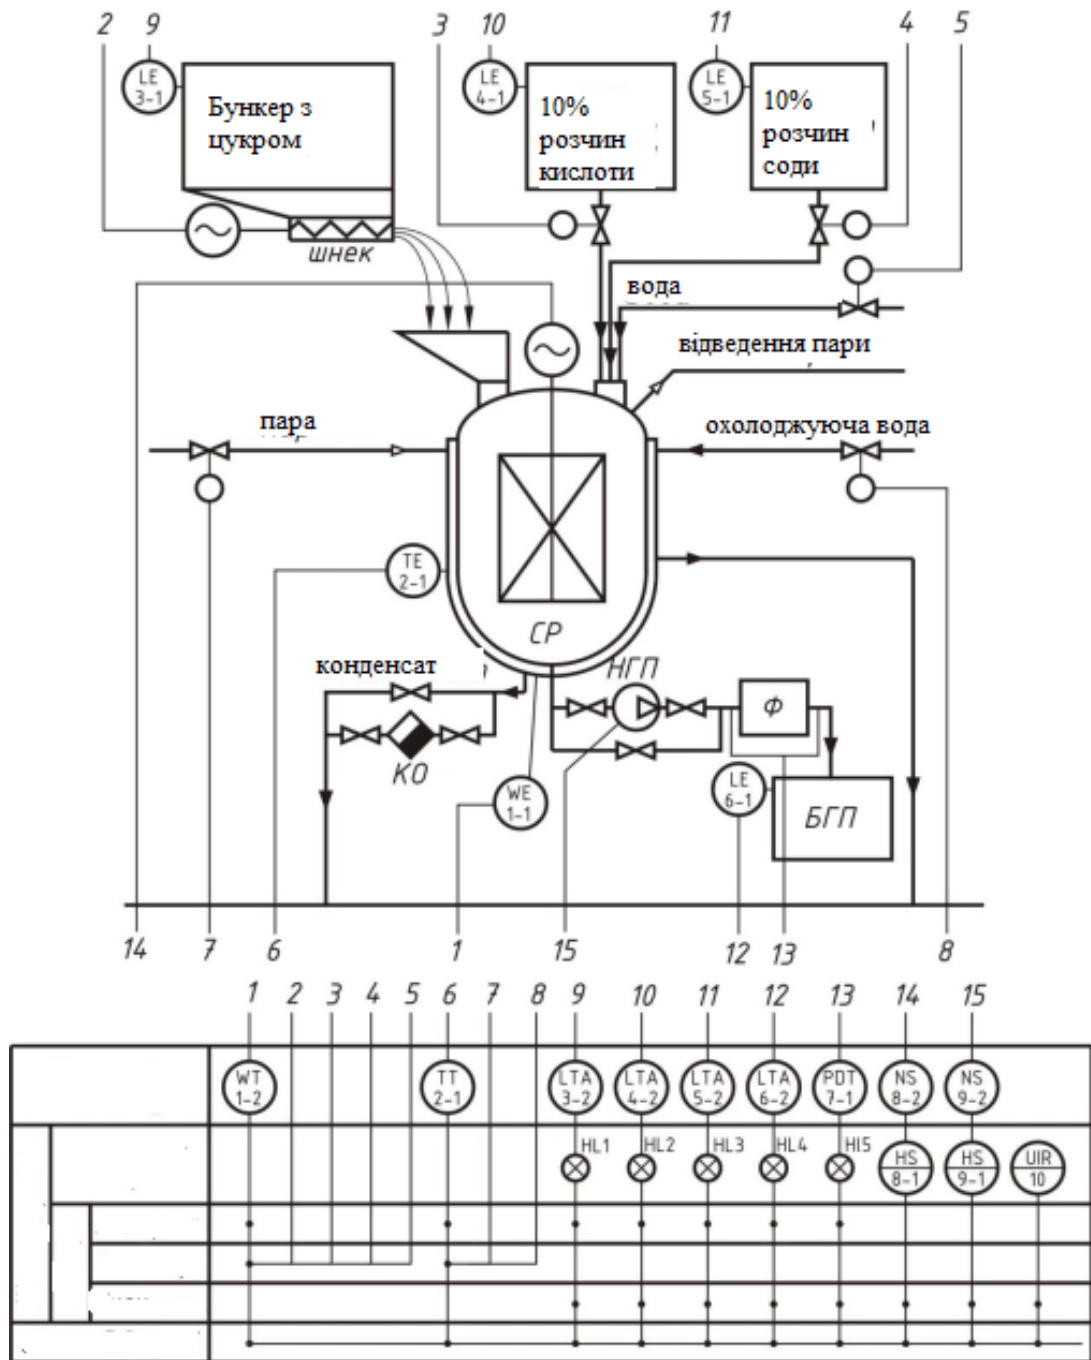 2 9 3 10 11 4 5
LE
3-1
LE
4-1
LE
5-1
Бункер з
цукром
10%
розчин
кислоти
10%
розчин
соди
шнек
вода
відведення пари
пара
охолоджуюча вода
TE
2-1
СР
конденсат
НГП
Ф
КО
WE
1-1
LE
6-1
БГП
14 7 6 1 15 12 13 8
1 2 3 4 5 6 7 8 9 10 11 12 13 14 15
WT
1-2
TT
2-1
LTA
3-2
LTA
4-2
LTA
5-2
LTA
6-2
PDT
7-1
NS
8-2
NS
9-2
HL1
HL2
HL3
HL4
Hl5
HS
8-1
HS
9-1
UIR
10